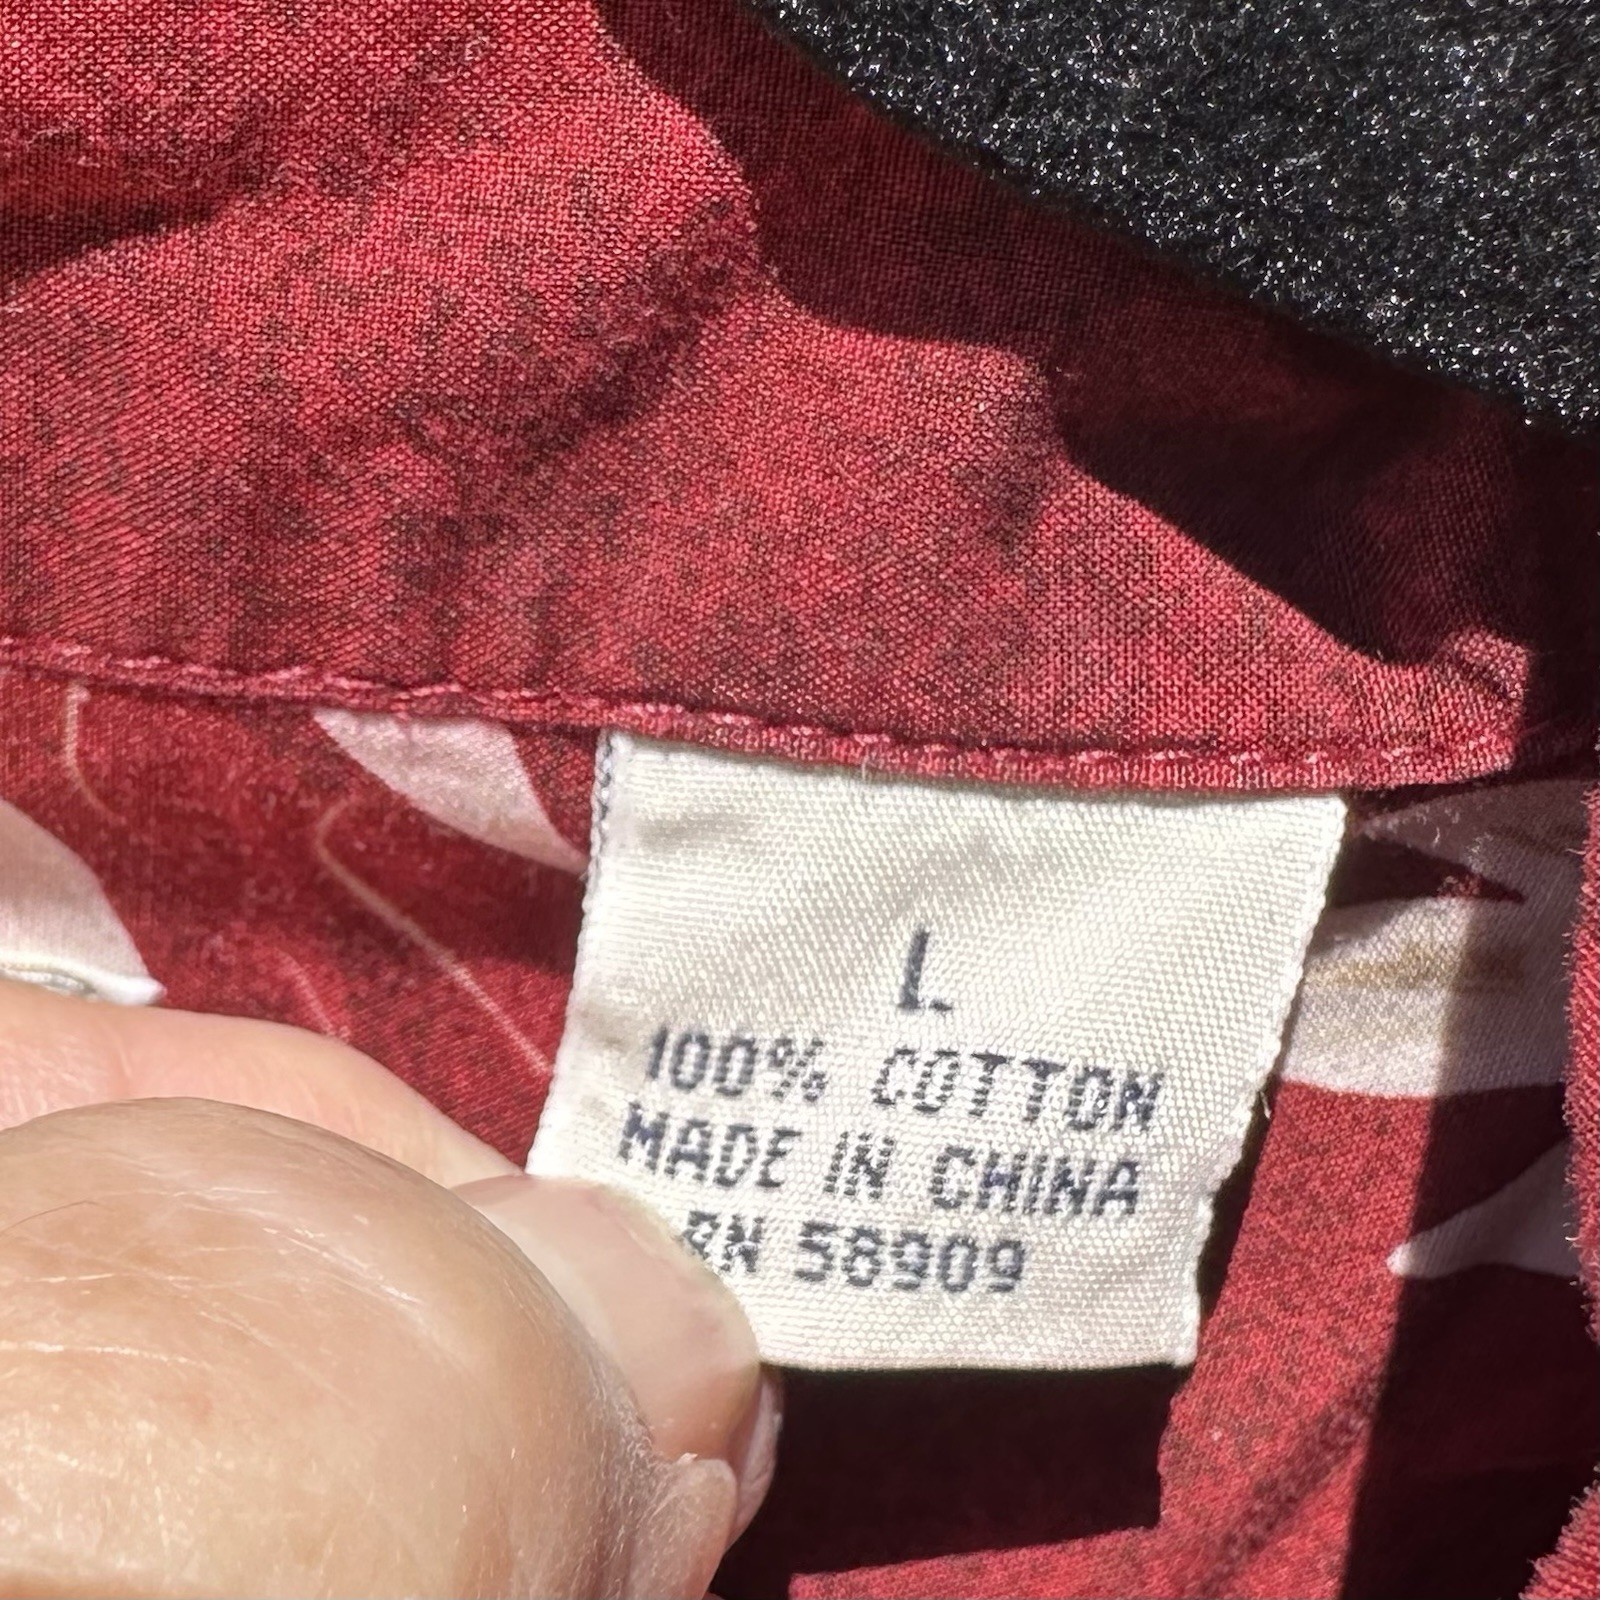 L
100% COTTON
MADE IN CHINA
RN 58909